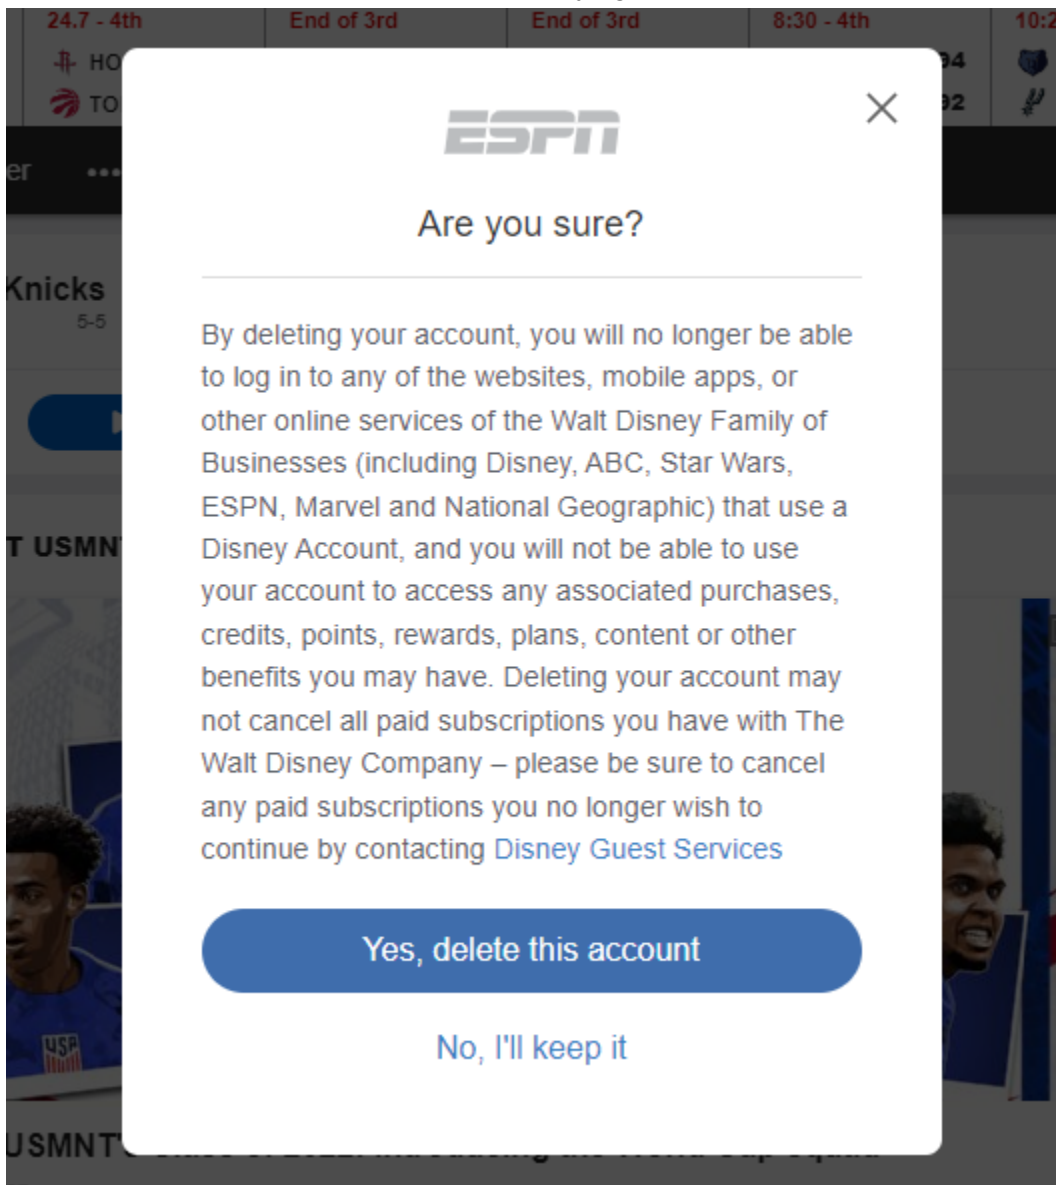 24.7 - 4th End of 3rd End of 3rd 8:30 - 4th
HO
TO
ESPN
er
Are you sure?
Knicks
5-5
By deleting your account, you will no longer be able
to log in to any of the websites, mobile apps, or
other online services of the Walt Disney Family of
Businesses (including Disney, ABC, Star Wars,
ESPN, Marvel and National Geographic) that use a
Disney Account, and you will not be able to use
your account to access any associated purchases,
credits, points, rewards, plans, content or other
benefits you may have. Deleting your account may
not cancel all paid subscriptions you have with The
Walt Disney Company – please be sure to cancel
any paid subscriptions you no longer wish to
continue by contacting Disney Guest Services
T USMN
Yes, delete this account
No, I'll keep it
USA
USMNT'